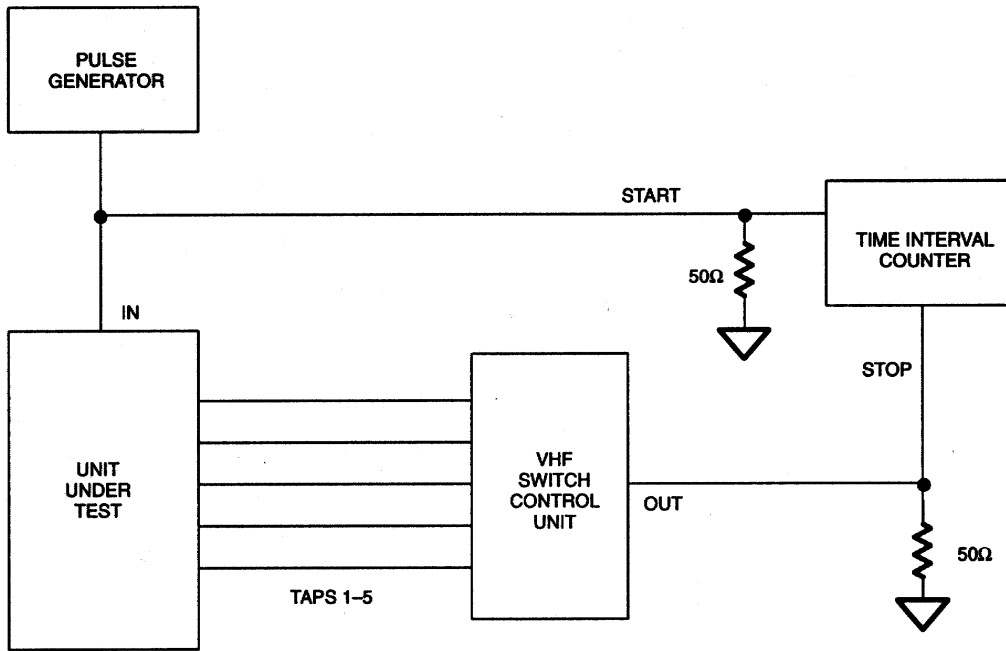 PULSE
GENERATOR
START
TIME INTERVAL
COUNTER
50Ω
IN
STOP
UNIT
UNDER
TEST
VHF
SWITCH
CONTROL
UNIT
OUT
50Ω
TAPS 1–5